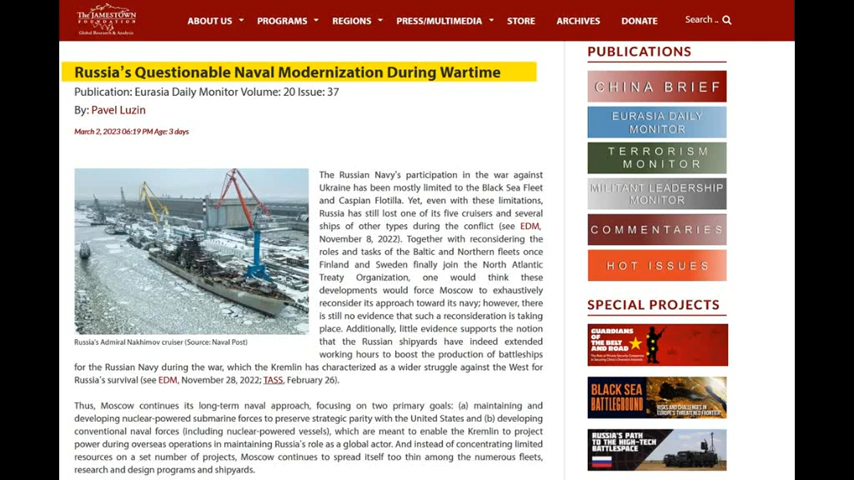 The JAMESTOWN
FOUNDATION
Global Research & Analysis
ABOUT US
PROGRAMS
REGIONS
PRESS/MULTIMEDIA
STORE
ARCHIVES
DONATE
Search ..
Russia's Questionable Naval Modernization During Wartime
Publication: Eurasia Daily Monitor Volume: 20 Issue: 37
By: Pavel Luzin
March 2, 2023 06:19 PM Age: 3 days
The Russian Navy's participation in the war against
Ukraine has been mostly limited to the Black Sea Fleet
and Caspian Flotilla. Yet, even with these limitations,
Russia has still lost one of its five cruisers and several
ships of other types during the conflict (see EDM,
November 8, 2022). Together with reconsidering the
roles and tasks of the Baltic and Northern fleets once
Finland and Sweden finally join the North Atlantic
Treaty Organization, one would think these
developments would force Moscow to exhaustively
reconsider its approach toward its navy; however, there
is still no evidence that such a reconsideration is taking
place. Additionally, little evidence supports the notion
that the Russian shipyards have indeed extended
working hours to boost the production of battleships
Russia's Admiral Nakhimov cruiser (Source: Naval Post)
for the Russian Navy during the war, which the Kremlin has characterized as a wider struggle against the West for
Russia's survival (see EDM, November 28, 2022; TASS, February 26).
Thus, Moscow continues its long-term naval approach, focusing on two primary goals: (a) maintaining and
developing nuclear-powered submarine forces to preserve strategic parity with the United States and (b) developing
conventional naval forces (including nuclear-powered vessels), which are meant to enable the Kremlin to project
power during overseas operations in maintaining Russia's role as a global actor. And instead of concentrating limited
resources on a set number of projects, Moscow continues to spread itself too thin among the numerous fleets,
research and design programs and shipyards.
PUBLICATIONS
CHINA BRIEF
EURASIA DAILY
MONITOR
TERRORISM
MONITOR
MILITANT LEADERSHIP
MONITOR
COMMENTARIES
HOT ISSUES
SPECIAL PROJECTS
GUARDIANS
OF THE BELT
AND ROAD
BLACK SEA
BATTLEGROUND
RISKS AND CHALLENGES IN
EUROPE'S THREATENED FRONTIER
RUSSIA'S PATH
TO THE HIGH-TECH
BATTLESPACE